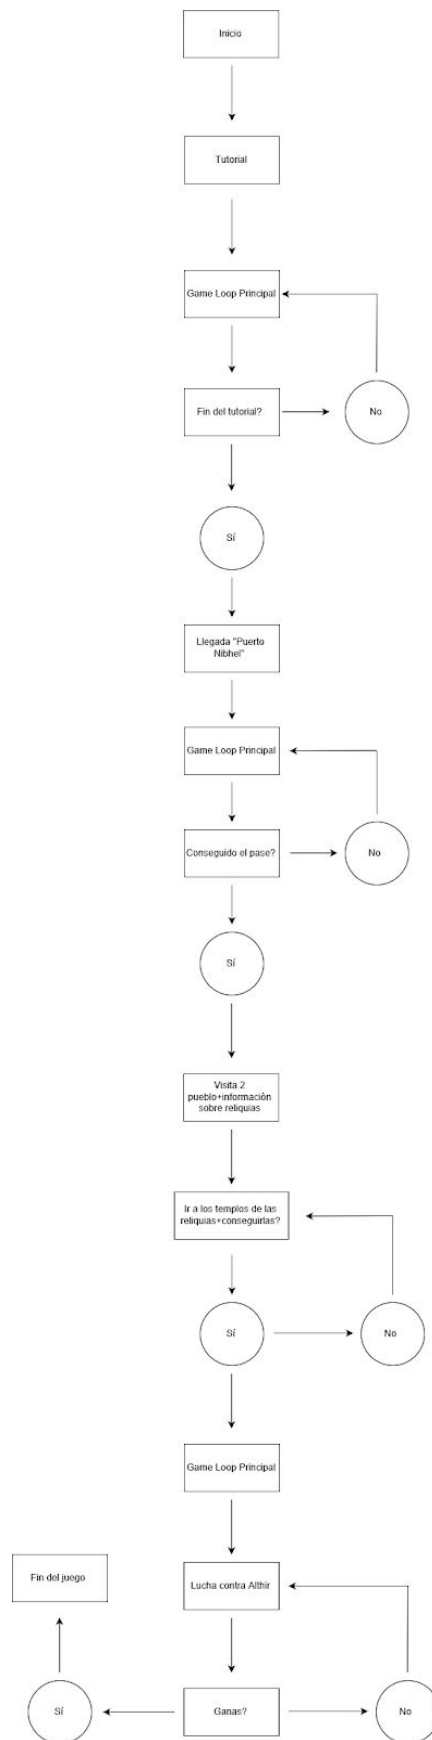 Inicio
Tutorial
Game Loop Principal
Fin del tutorial?
No
Sí
Llegada "Puerto
Nibhel"
Game Loop Principal
Conseguido el pase?
No
Sí
Visita 2
pueblo+información
sobre reliquias
Ir a los templos de las
reliquias+conseguirlas?
Sí
No
Game Loop Principal
Fin del juego
Lucha contra Althir
Sí
Ganas?
No